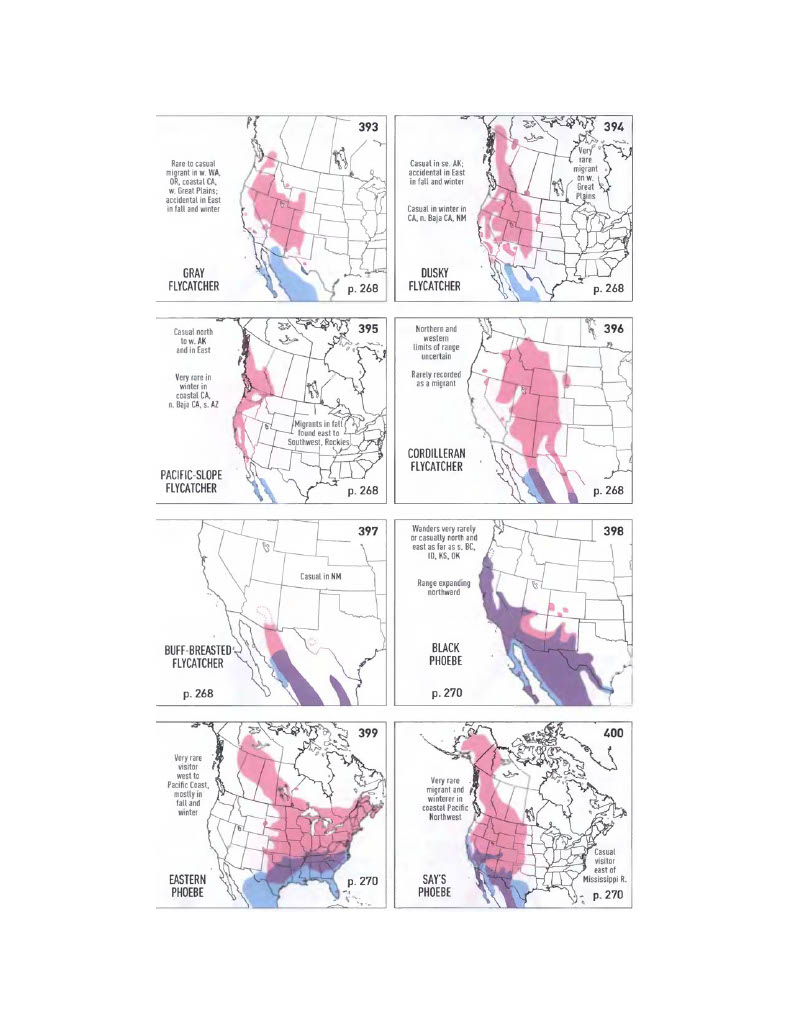 393
Rare to casual
migrant in w. WA,
OR, coastal CA,
w. Great Plains;
accidental in East
in fall and winter
GRAY
FLYCATCHER
p. 268
394
Casual in se. AK;
accidental in East
in fall and winter
Casual in winter in
CA, n. Baja CA, NM
Very
rare
migrant
on w.
Great
Plains
DUSKY
FLYCATCHER
p. 268
395
Casual north
to w. AK
and in East
Very rare in
winter in
coastal CA,
n. Baja CA, s. AZ
Migrants in fall
found east to
Southwest, Rockies
PACIFIC-SLOPE
FLYCATCHER
p. 268
396
Northern and
western
limits of range
uncertain
Rarely recorded
as a migrant
CORDILLERAN
FLYCATCHER
p. 268
397
Casual in NM
BUFF-BREASTED
FLYCATCHER
p. 268
398
Wanders very rarely
or casually north and
east as far as s. BC,
ID, KS, OK
Range expanding
northward
BLACK
PHOEBE
p. 270
399
Very rare
visitor
west to
Pacific Coast,
mostly in
fall and
winter
EASTERN
PHOEBE
p. 270
400
Very rare
migrant and
winterer in
coastal Pacific
Northwest
Casual
visitor
east of
Mississippi R.
SAY'S
PHOEBE
p. 270